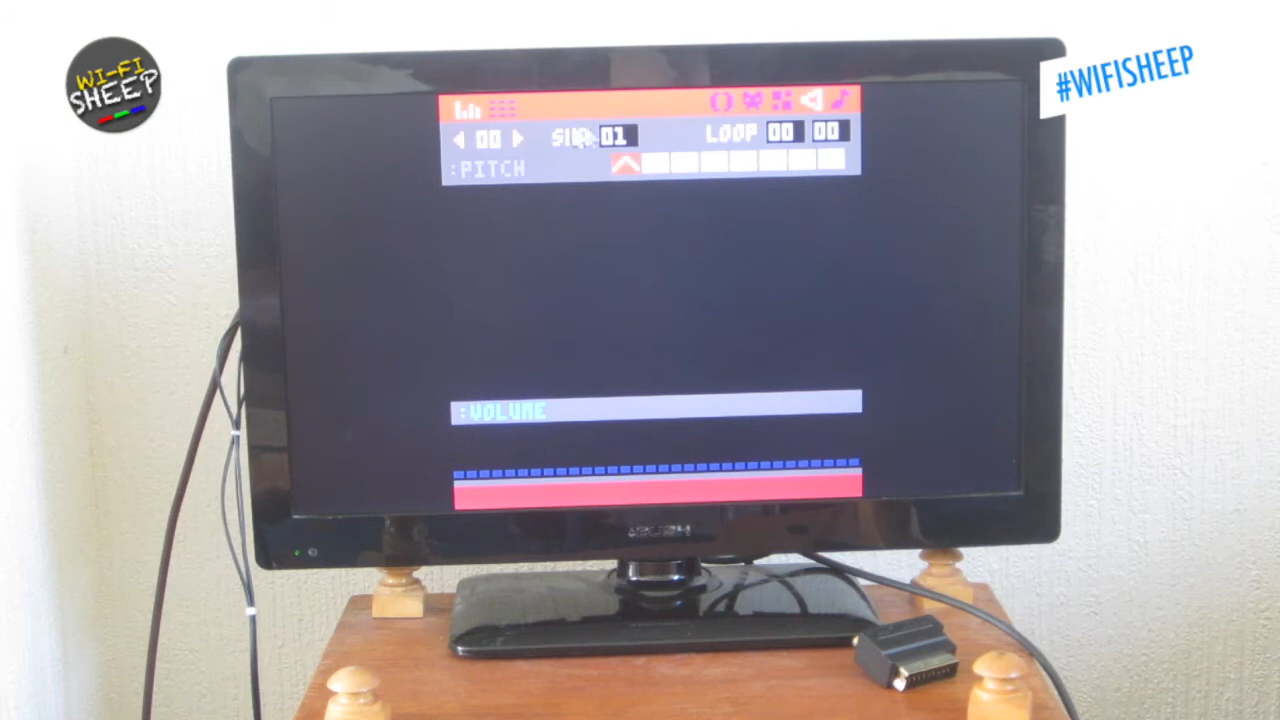 WI-FI
SHEEP
#WIFISHEEP
00 01 LOOP 00 00
:PITCH
:VOLUME